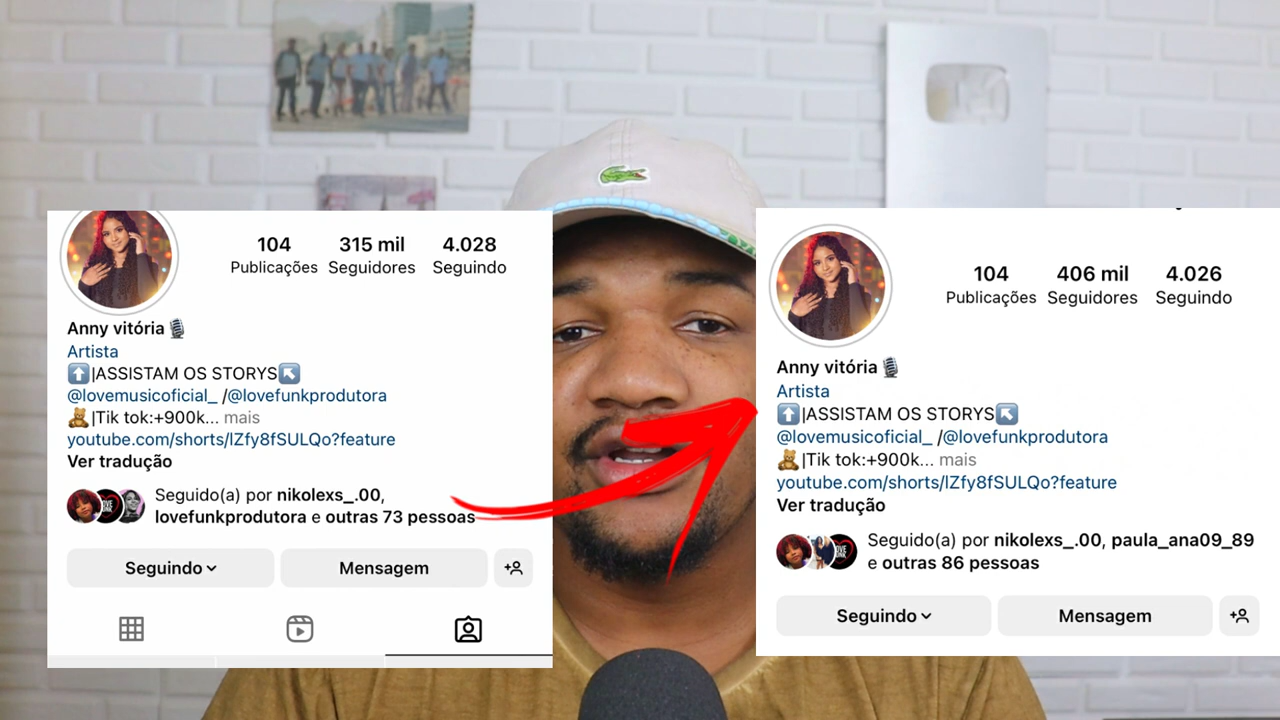 104 315 mil 4.028
Publicações Seguidores Seguindo
Anny vitória
Artista
|ASSISTAM OS STORYS
@lovemusicoficial_ /@lovefunkprodutora
|Tik tok:+900k... mais
youtube.com/shorts/lZfy8fSULQo?feature
Ver tradução
Seguido(a) por nikolexs_.00,
lovefunkprodutora e outras 73 pessoas
Seguindo Mensagem
104 406 mil 4.026
Publicações Seguidores Seguindo
Anny vitória
Artista
|ASSISTAM OS STORYS
@lovemusicoficial_ /@lovefunkprodutora
|Tik tok:+900k... mais
youtube.com/shorts/lZfy8fSULQo?feature
Ver tradução
Seguido(a) por nikolexs_.00, paula_ana09_89
e outras 86 pessoas
Seguindo Mensagem